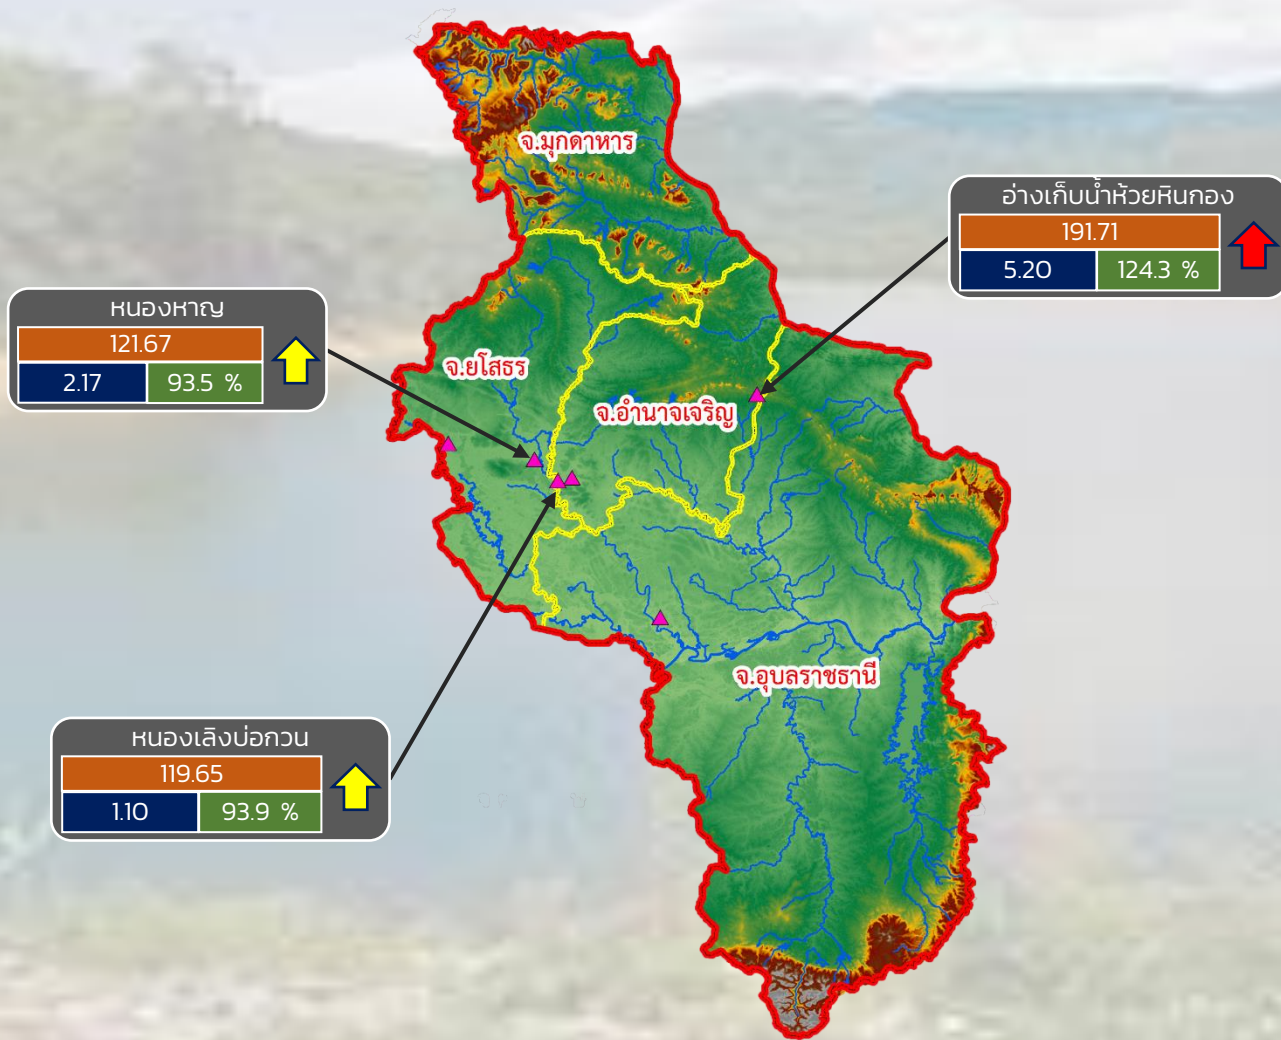 จ.มุกดาหาร
อ่างเก็บน้ำห้วยหินกอง
191.71
5.20 124.3 %
หนองหาญ
121.67
2.17 93.5 %
จ.ยโสธร
จ.อำนาจเจริญ
จ.อุบลราชธานี
หนองเลิงบ่อกวน
119.65
1.10 93.9 %